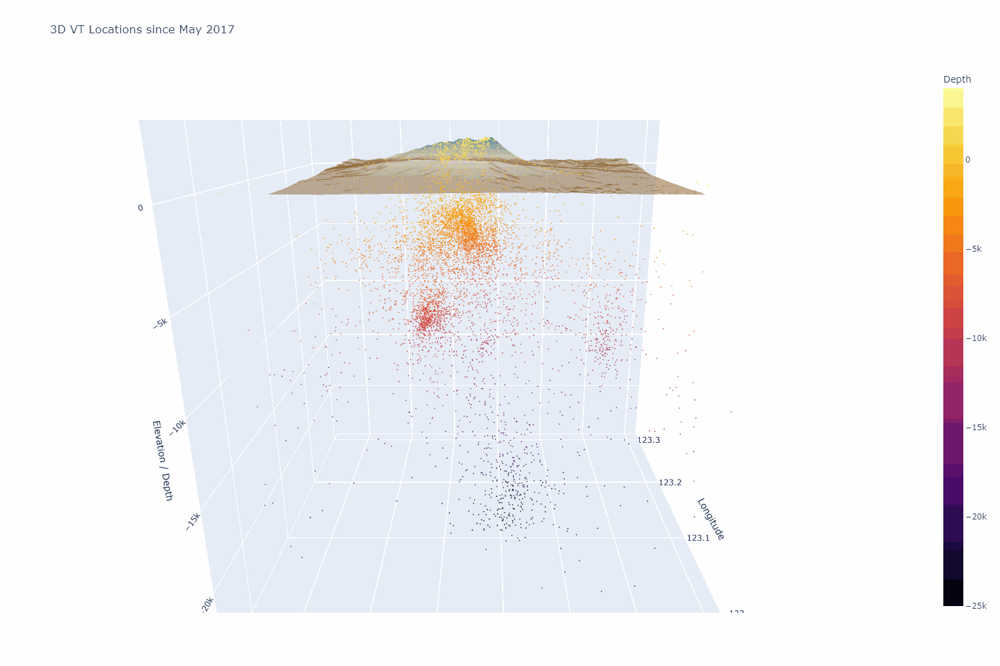 3D VT Locations since May 2017
Depth
0
−5k
−10k
−15k
−20k
−25k
0
−5k
−10k
−15k
-20k
Elevation / Depth
123.3
123.2
123.1
Longitude